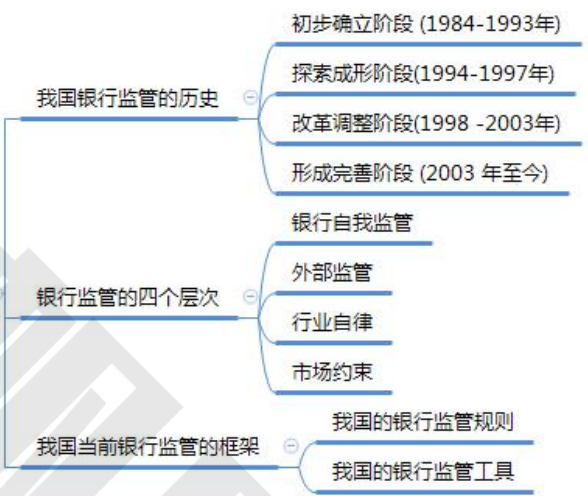 我国银行监管的历史
初步确立阶段 (1984-1993年)
探索成形阶段(1994-1997年)
改革调整阶段(1998 -2003年)
形成完善阶段 (2003 年至今)
银行监管的四个层次
银行自我监管
外部监管
行业自律
市场约束
我国当前银行监管的框架
我国的银行监管规则
我国的银行监管工具